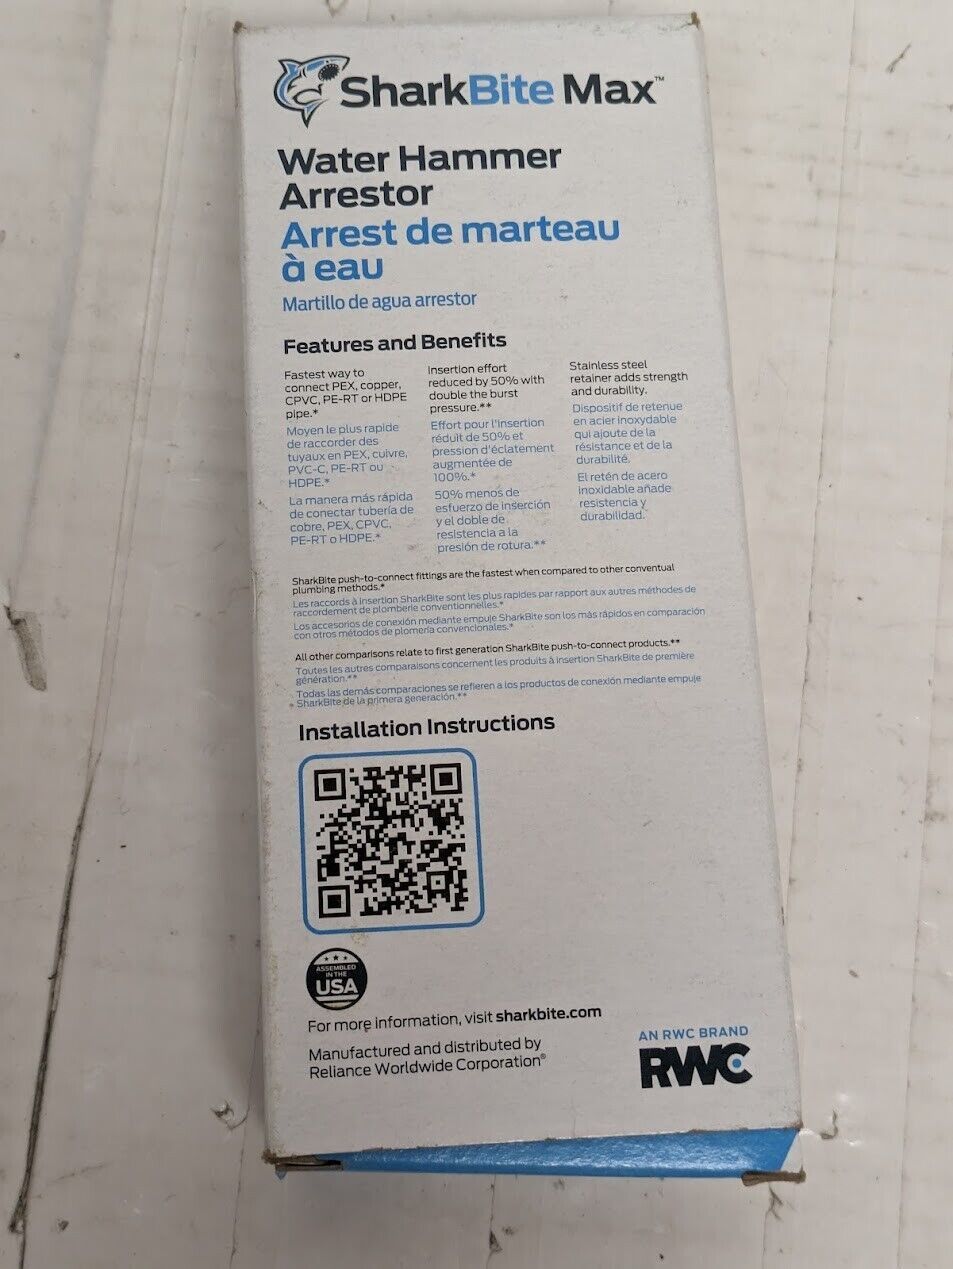 SharkBite Max™
Water Hammer
Arrestor
Arrest de marteau
à eau
Martillo de agua arrestor
Features and Benefits
Fastest way to
connect PEX, copper,
CPVC, PE-RT or HDPE
pipe.*
Moyen le plus rapide
de raccorder des
tuyaux en PEX, cuivre,
PVC-C, PE-RT ou
HDPE.*
La manera más rápida
de conectar tubería de
cobre, PEX, CPVC,
PE-RT o HDPE.*
Insertion effort
reduced by 50% with
double the burst
pressure.**
Effort pour l'insertion
réduit de 50% et
pression d'éclatement
augmentée de
100%.*
50% menos de
esfuerzo de inserción
y el doble de
resistencia a la
presión de rotura.**
Stainless steel
retainer adds strength
and durability.
Dispositif de retenue
en acier inoxydable
qui ajoute de la
résistance et de la
durabilité.
El retén de acero
inoxidable añade
resistencia y
durabilidad.
SharkBite push-to-connect fittings are the fastest when compared to other conventual
plumbing methods.*
Les raccords à insertion SharkBite sont les plus rapides par rapport aux autres méthodes de
raccordement de plomberie conventionnelles.*
Los accesorios de conexión mediante empuje SharkBite son los más rápidos en comparación
con otros métodos de plomería convencionales.*
All other comparisons relate to first generation SharkBite push-to-connect products.**
Toutes les autres comparaisons concernent les produits à insertion SharkBite de première
génération.**
Todas las demás comparaciones se refieren a los productos de conexión mediante empuje
SharkBite de la primera generación.**
Installation Instructions
ASSEMBLED
IN THE
USA
For more information, visit sharkbite.com
Manufactured and distributed by
Reliance Worldwide Corporation®
AN RWC BRAND
RWC